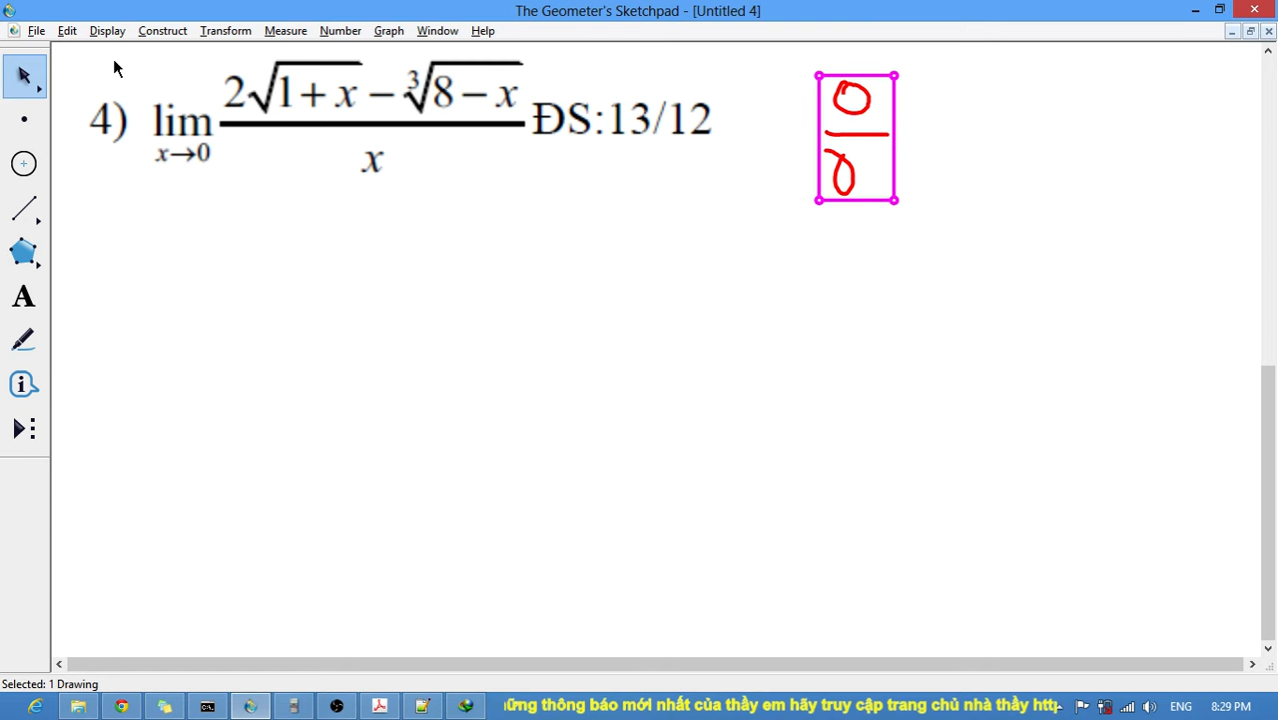 The Geometer's Sketchpad - [Untitled 4]
File Edit Display Construct Transform Measure Number Graph Window Help
4) lim x→0 (2√(1+x) − ∛(8−x))/x ĐS:13/12
0
0
A
i
Selected: 1 Drawing
những thông báo mới nhất của thầy em hãy truy cập trang chủ nhà thầy http
ENG 8:29 PM